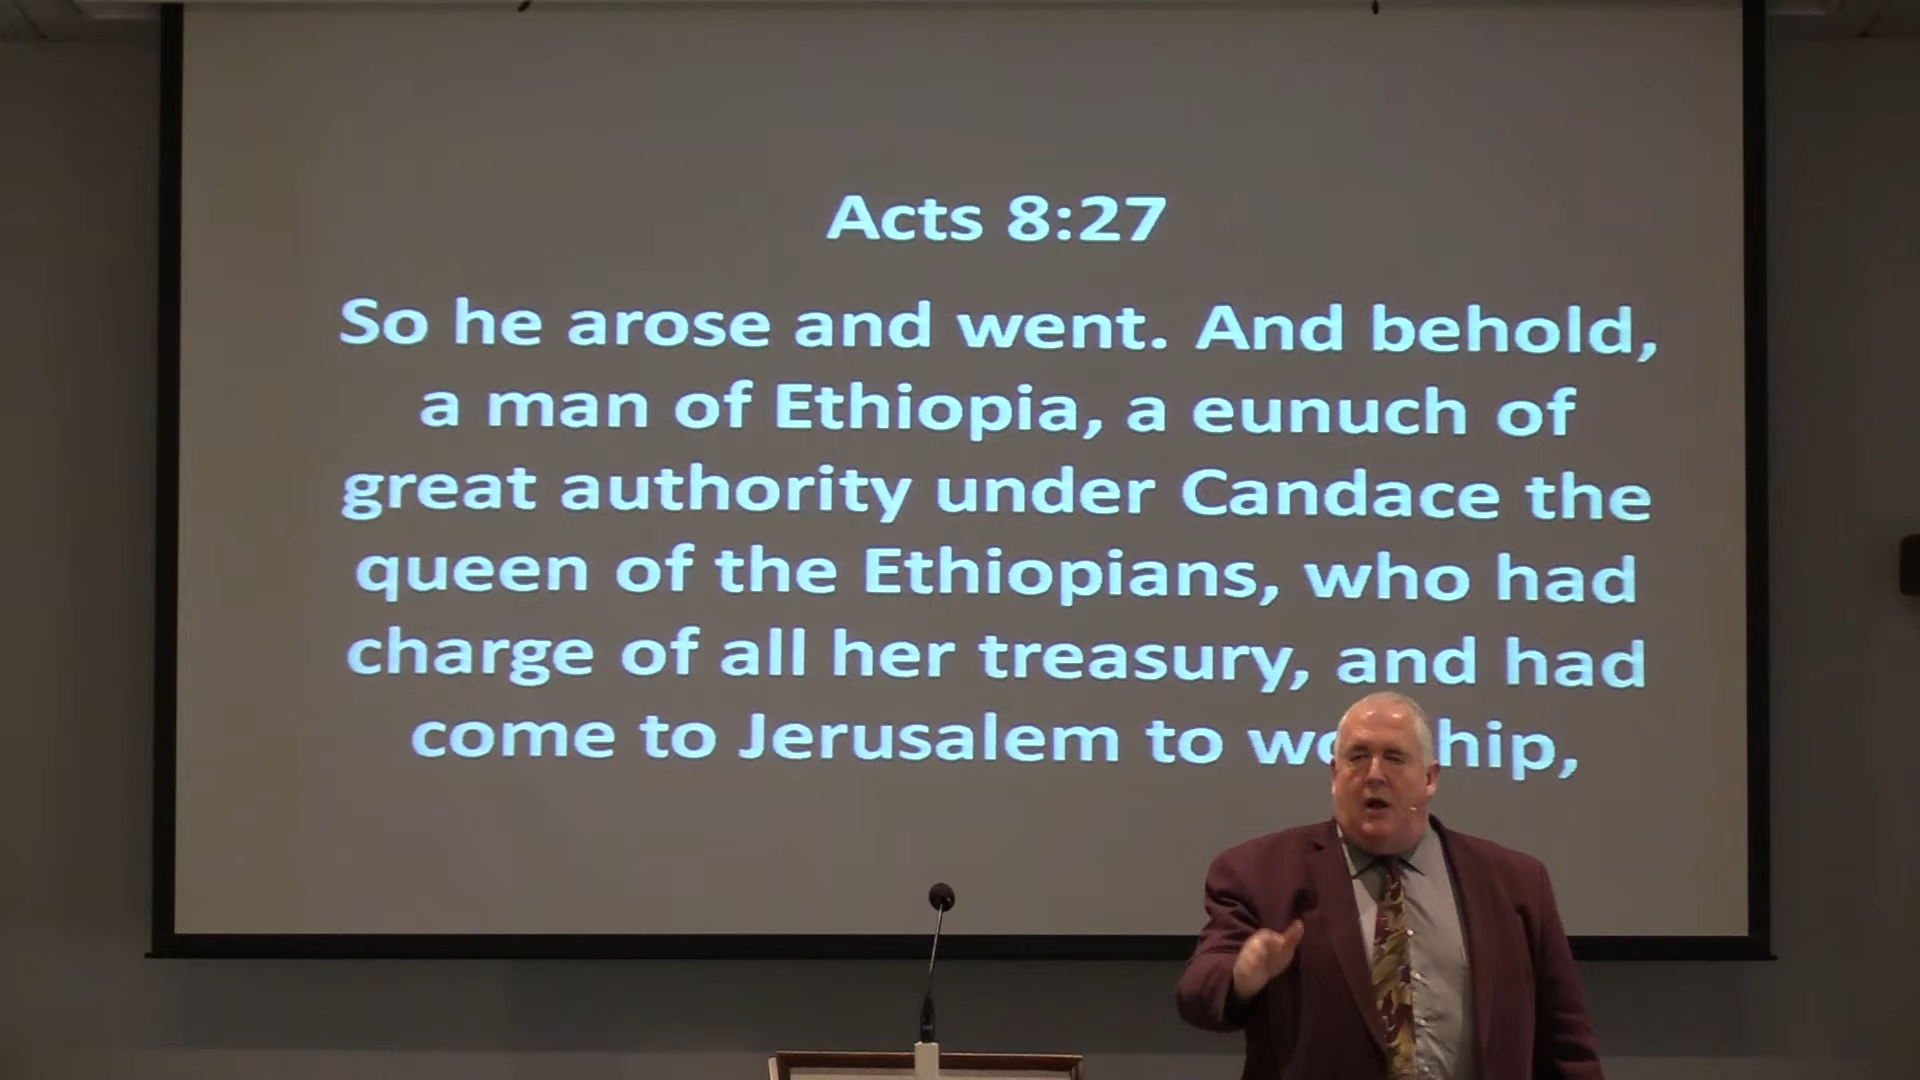 Acts 8:27
So he arose and went. And behold,
a man of Ethiopia, a eunuch of
great authority under Candace the
queen of the Ethiopians, who had
charge of all her treasury, and had
come to Jerusalem to worship,